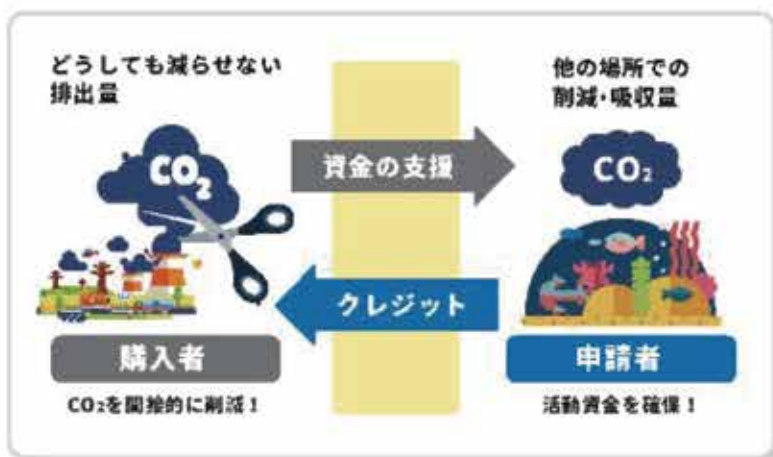 どうしても減らせない
排出量
CO₂
購入者
CO₂を間接的に削減！
資金の支援
クレジット
他の場所での
削減・吸収量
CO₂
申請者
活動資金を確保！